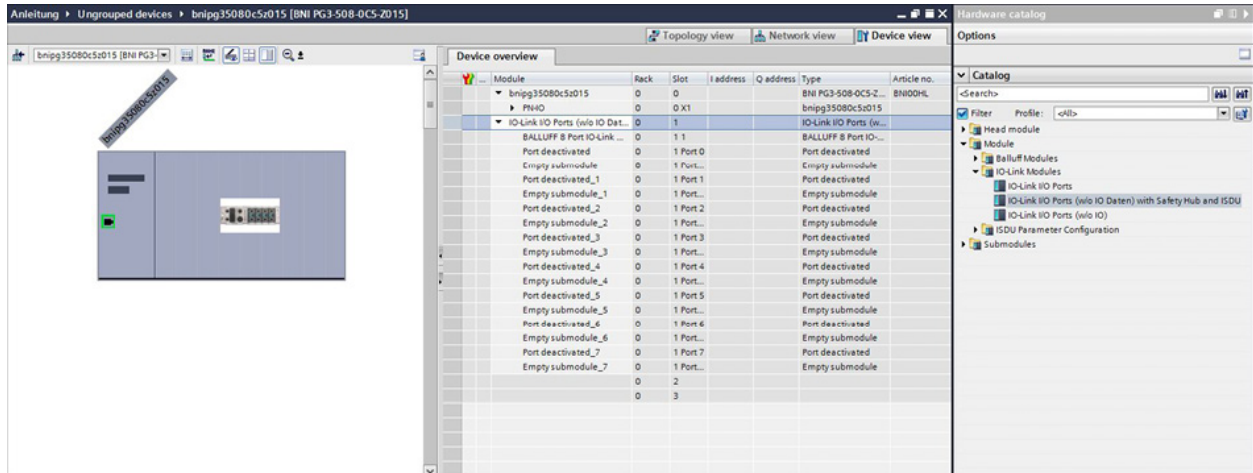 Anleitung ▸ Ungrouped devices ▸ bnipg35080c5z015 [BNI PG3-508-0C5-Z015]
Hardware catalog
Topology view Network view Device view
Options
bnipg35080c5z015 [BNI PG3-
Device overview
... Module Rack Slot I address Q address Type Article no.
bnipg35080c5z015 0 0 BNI PG3-508-0C5-Z... BNI00HL
PN-IO 0 0 X1 bnipg35080c5z015
IO-Link I/O Ports (w/o IO Dat... 0 1 IO-Link I/O Ports (w...
BALLUFF 8 Port IO-Link ... 0 1 1 BALLUFF 8 Port IO-...
Port deactivated 0 1 Port 0 Port deactivated
Empty submodule 0 1 Port... Empty submodule
Port deactivated_1 0 1 Port 1 Port deactivated
Empty submodule_1 0 1 Port... Empty submodule
Port deactivated_2 0 1 Port 2 Port deactivated
Empty submodule_2 0 1 Port... Empty submodule
Port deactivated_3 0 1 Port 3 Port deactivated
Empty submodule_3 0 1 Port... Empty submodule
Port deactivated_4 0 1 Port 4 Port deactivated
Empty submodule_4 0 1 Port... Empty submodule
Port deactivated_5 0 1 Port 5 Port deactivated
Empty submodule_5 0 1 Port... Empty submodule
Port deactivated_6 0 1 Port 6 Port deactivated
Empty submodule_6 0 1 Port... Empty submodule
Port deactivated_7 0 1 Port 7 Port deactivated
Empty submodule_7 0 1 Port... Empty submodule
0 2
0 3
bnipg35080c5z015
Catalog
<Search>
Filter Profile: <All>
Head module
Module
Balluff Modules
IO-Link Modules
IO-Link I/O Ports
IO-Link I/O Ports (w/o IO Daten) with Safety Hub and ISDU
IO-Link I/O Ports (w/o IO)
ISDU Parameter Configuration
Submodules